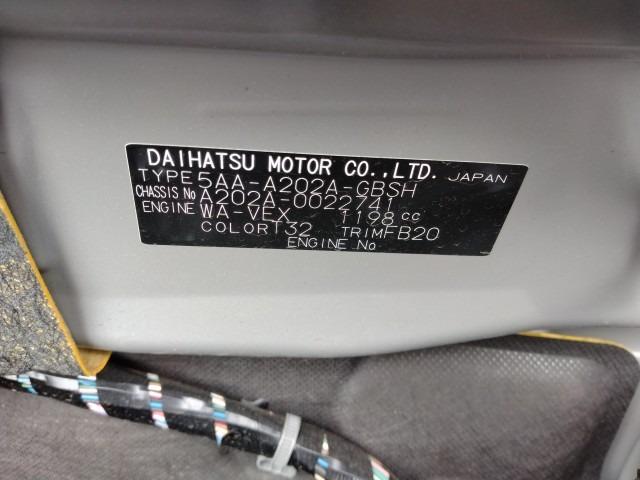 DAIHATSU MOTOR CO.,LTD. JAPAN
TYPE 5AA-A202A-GBSH
CHASSIS No A202A-0022741
ENGINE WA-VEX 1198 cc
COLOR T32 TRIM FB20
ENGINE No